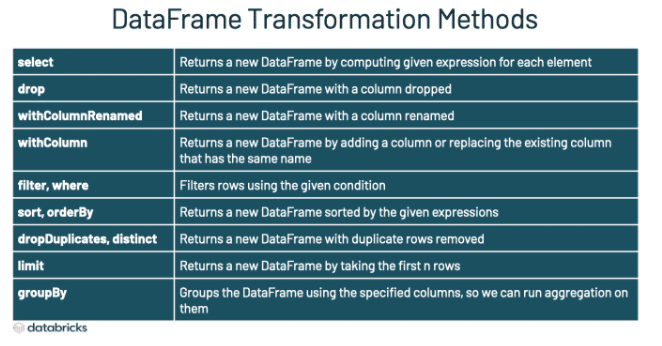 DataFrame Transformation Methods
select
Returns a new DataFrame by computing given expression for each element
drop
Returns a new DataFrame with a column dropped
withColumnRenamed
Returns a new DataFrame with a column renamed
withColumn
Returns a new DataFrame by adding a column or replacing the existing column
that has the same name
filter, where
Filters rows using the given condition
sort, orderBy
Returns a new DataFrame sorted by the given expressions
dropDuplicates, distinct
Returns a new DataFrame with duplicate rows removed
limit
Returns a new DataFrame by taking the first n rows
groupBy
Groups the DataFrame using the specified columns, so we can run aggregation on
them
databricks